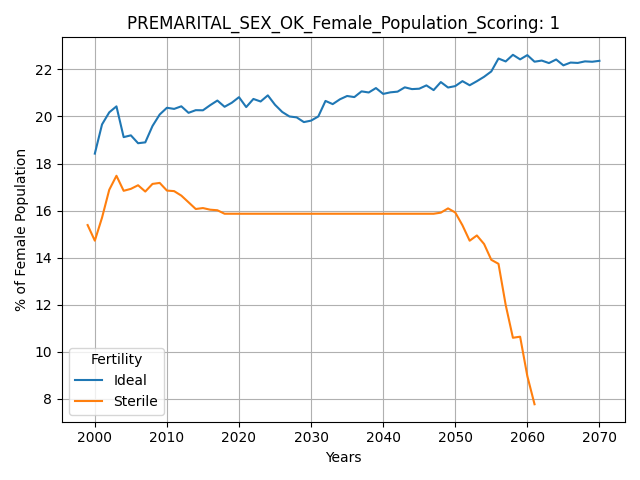 PREMARITAL_SEX_OK_Female_Population_Scoring: 1
% of Female Population
22
20
18
16
14
12
10
8
Fertility
Ideal
Sterile
2000 2010 2020 2030 2040 2050 2060 2070
Years